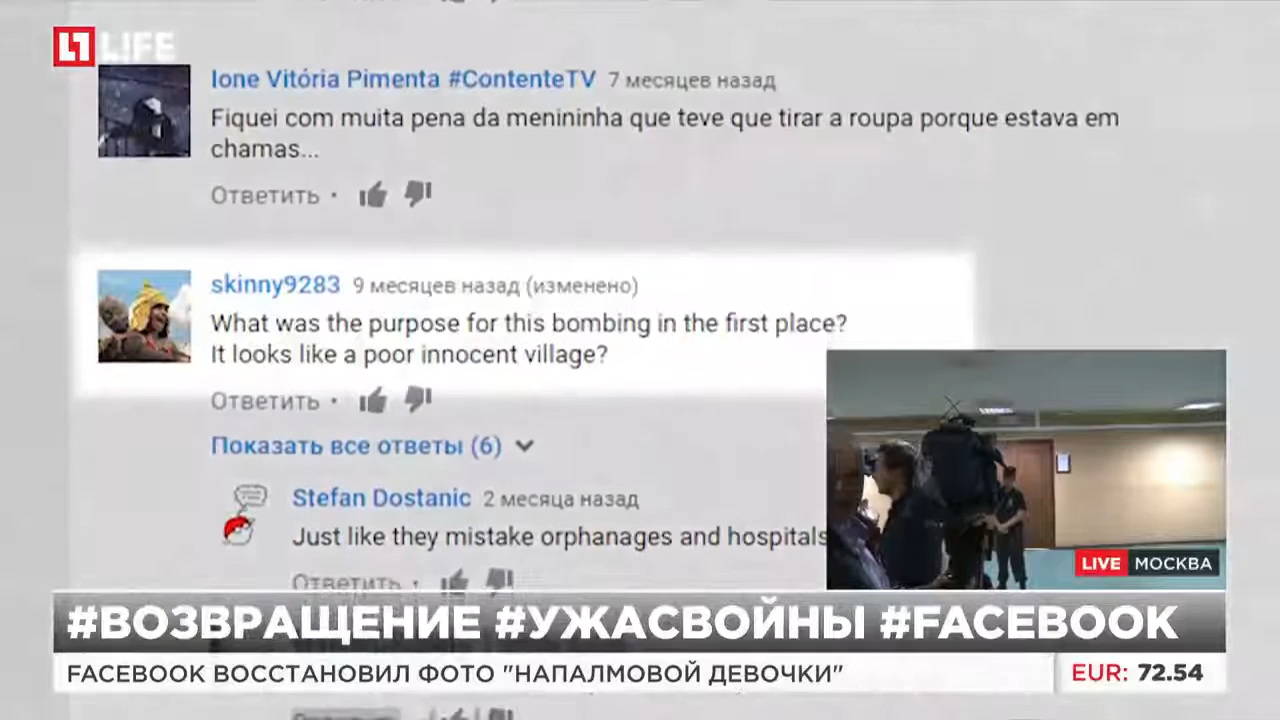 LIFE
Ione Vitória Pimenta #ContenteTV 7 месяцев назад
Fiquei com muita pena da menininha que teve que tirar a roupa porque estava em
chamas...
Ответить •
skinny9283 9 месяцев назад (изменено)
What was the purpose for this bombing in the first place?
It looks like a poor innocent village?
Ответить •
Показать все ответы (6)
Stefan Dostanic 2 месяца назад
Just like they mistake orphanages and hospitals
Ответить •
LIVE МОСКВА
#ВОЗВРАЩЕНИЕ #УЖАСВОЙНЫ #FACEBOOK
FACEBOOK ВОССТАНОВИЛ ФОТО "НАПАЛМОВОЙ ДЕВОЧКИ"
EUR: 72.54